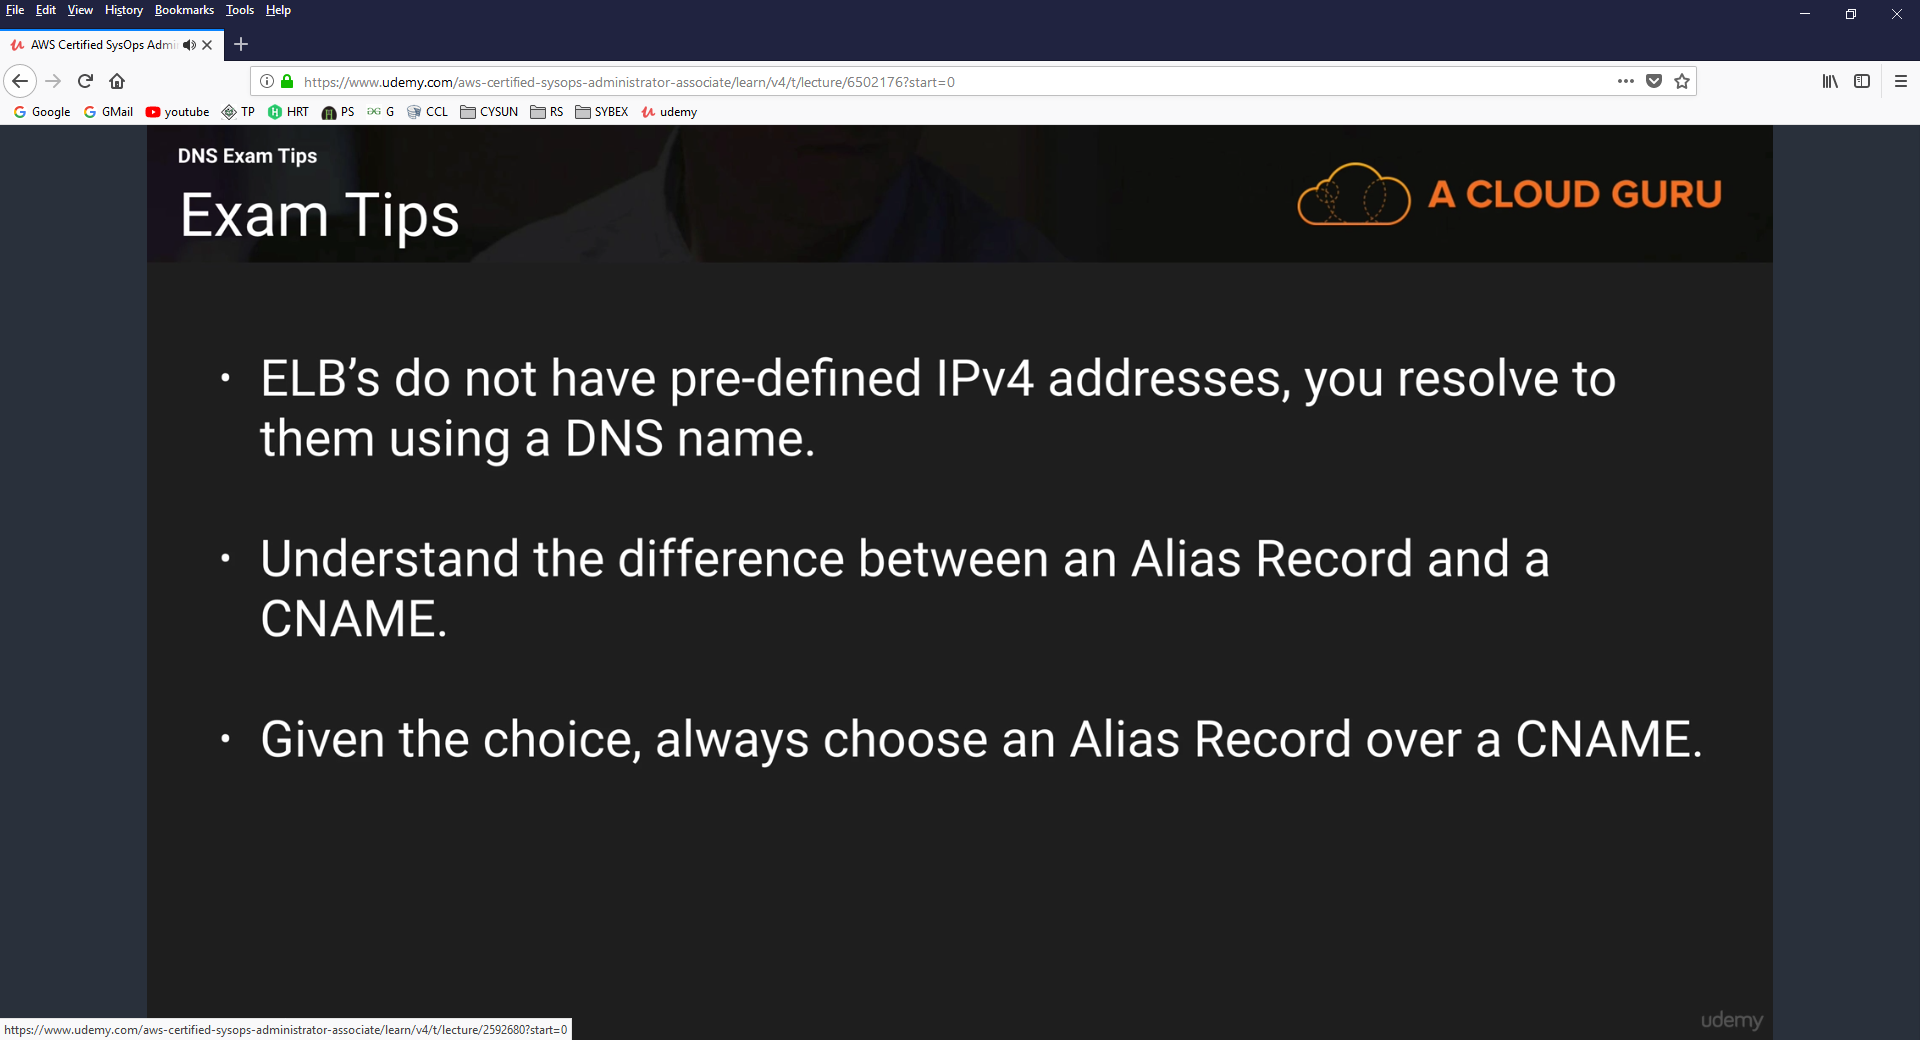 File Edit View History Bookmarks Tools Help
AWS Certified SysOps Admi
https://www.udemy.com/aws-certified-sysops-administrator-associate/learn/v4/t/lecture/6502176?start=0
Google GMail youtube TP HRT PS G CCL CYSUN RS SYBEX udemy
DNS Exam Tips
Exam Tips
A CLOUD GURU
• ELB’s do not have pre-defined IPv4 addresses, you resolve to
them using a DNS name.
• Understand the difference between an Alias Record and a
CNAME.
• Given the choice, always choose an Alias Record over a CNAME.
udemy
https://www.udemy.com/aws-certified-sysops-administrator-associate/learn/v4/t/lecture/2592680?start=0